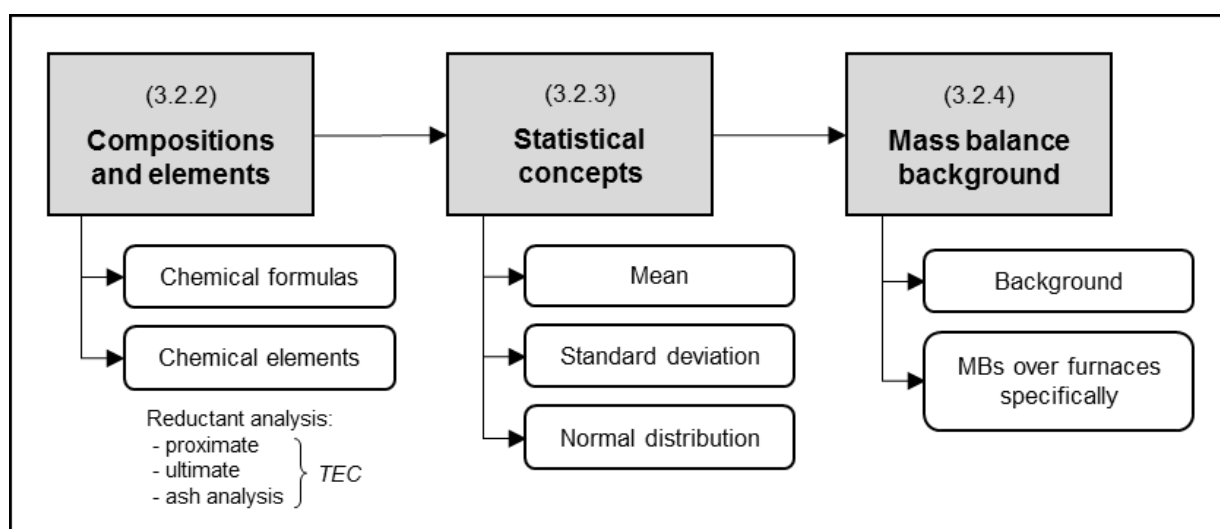 (3.2.2)
Compositions
and elements
Chemical formulas
Chemical elements
Reductant analysis:
- proximate
- ultimate
- ash analysis
TEC
(3.2.3)
Statistical
concepts
Mean
Standard deviation
Normal distribution
(3.2.4)
Mass balance
background
Background
MBs over furnaces
specifically